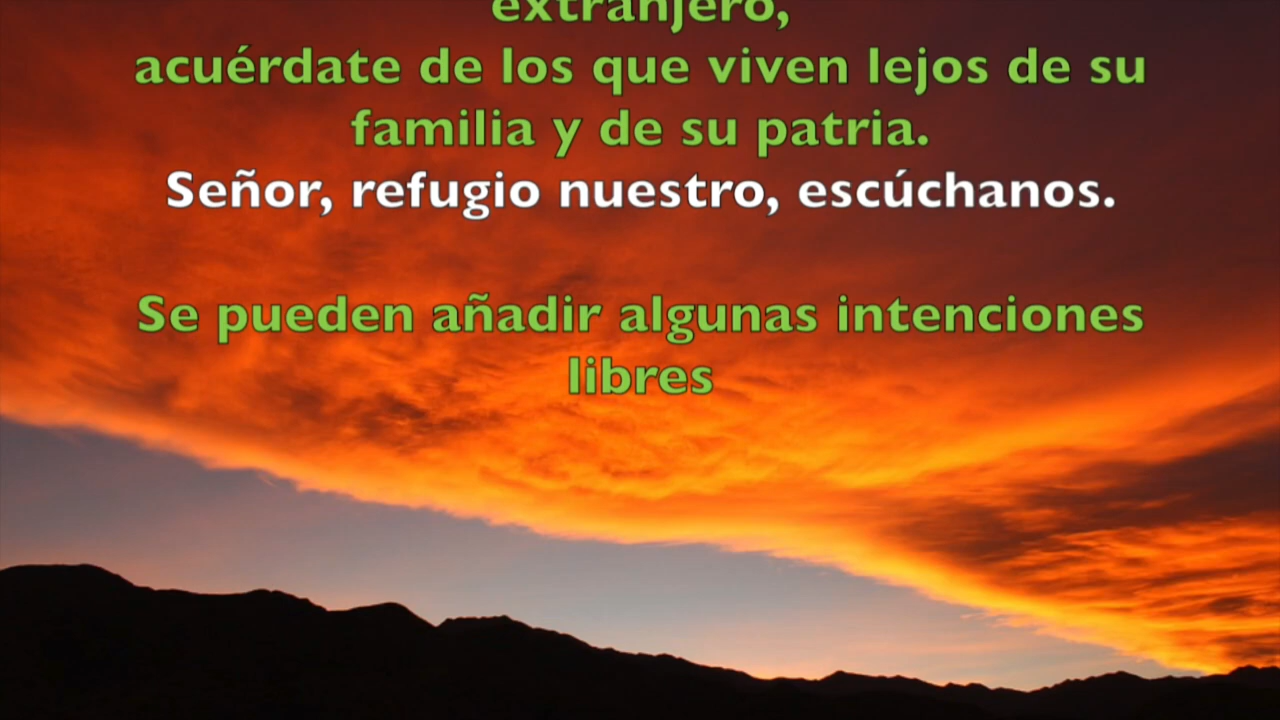 extranjero,
acuérdate de los que viven lejos de su
familia y de su patria.
Señor, refugio nuestro, escúchanos.
Se pueden añadir algunas intenciones
libres